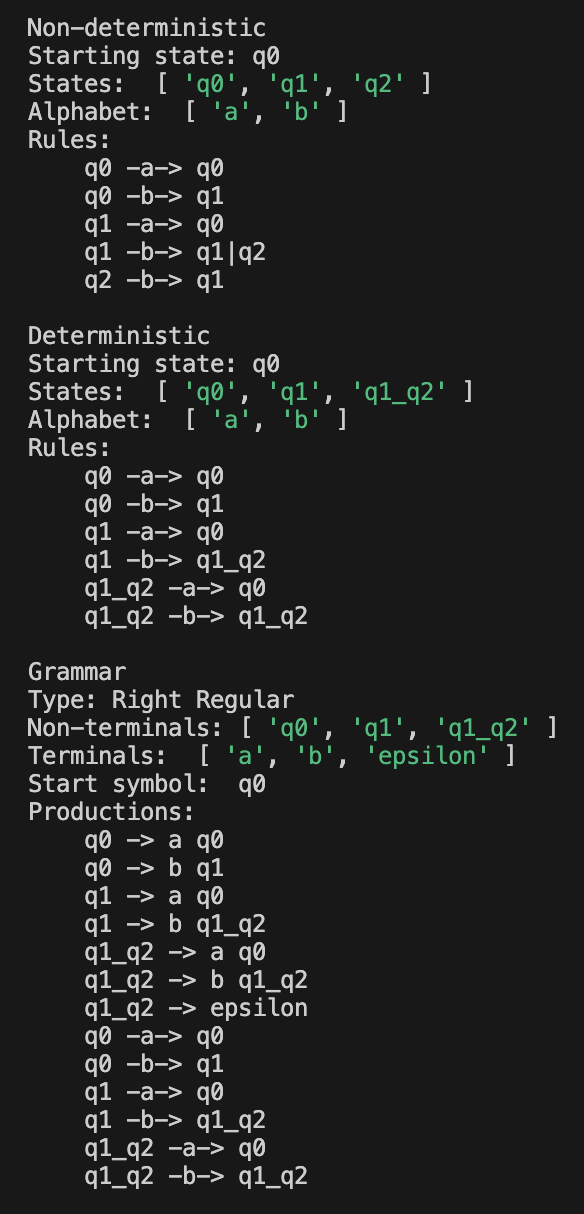 Non-deterministic
Starting state: q0
States:  [ 'q0', 'q1', 'q2' ]
Alphabet:  [ 'a', 'b' ]
Rules:
    q0 -a-> q0
    q0 -b-> q1
    q1 -a-> q0
    q1 -b-> q1|q2
    q2 -b-> q1

Deterministic
Starting state: q0
States:  [ 'q0', 'q1', 'q1_q2' ]
Alphabet:  [ 'a', 'b' ]
Rules:
    q0 -a-> q0
    q0 -b-> q1
    q1 -a-> q0
    q1 -b-> q1_q2
    q1_q2 -a-> q0
    q1_q2 -b-> q1_q2

Grammar
Type: Right Regular
Non-terminals: [ 'q0', 'q1', 'q1_q2' ]
Terminals:  [ 'a', 'b', 'epsilon' ]
Start symbol:  q0
Productions:
    q0 -> a q0
    q0 -> b q1
    q1 -> a q0
    q1 -> b q1_q2
    q1_q2 -> a q0
    q1_q2 -> b q1_q2
    q1_q2 -> epsilon
    q0 -a-> q0
    q0 -b-> q1
    q1 -a-> q0
    q1 -b-> q1_q2
    q1_q2 -a-> q0
    q1_q2 -b-> q1_q2